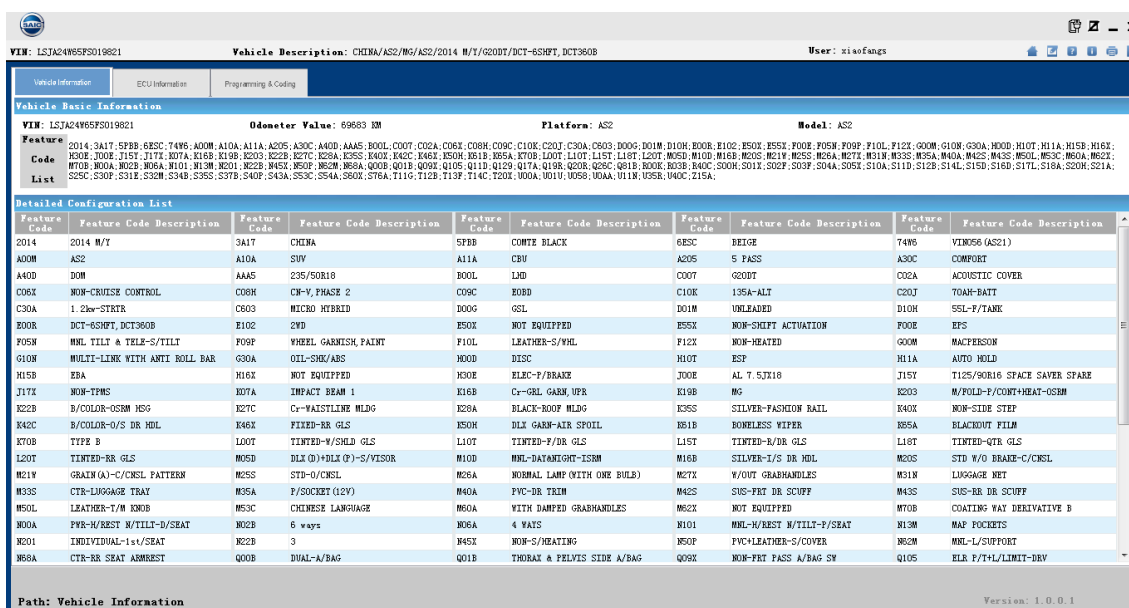 SAIC
VIN: LSJA24W65FS019821 Vehicle Description: CHINA/AS2/MG/AS2/2014 M/Y/G20DT/DCT-6SHFT,DCT360B User: xiaofangs
Vehicle Information ECU Information Programming & Coding
Vehicle Basic Information
VIN: LSJA24W65FS019821 Odometer Value: 69683 KM Platform: AS2 Model: AS2
Feature Code List
2014;3A17;5PBB;6ESC;74W6;A00M;A10A;A11A;A205;A30C;A40D;AAA5;B00L;C007;C02A;C06X;C08H;C09C;C10K;C20J;C30A;C603;D00G;D01M;D10H;E00R;E102;E50X;E55X;F00E;F05N;F09P;F10L;F12X;G00M;G10N;G30A;H00D;H10T;H11A;H15B;H16X;
H30E;J00E;J15Y;J17X;K07A;K16B;K19B;K203;K22B;K27C;K28A;K35S;K40X;K42C;K46X;K50H;K61B;K65A;K70B;L00T;L10T;L15T;L18T;L20T;M05D;M10D;M16B;M20S;M21W;M25S;M26A;M27X;M31N;M33S;M35A;M40A;M42S;M43S;M50L;M53C;M60A;M62X;
M70B;N00A;N02B;N06A;N101;N13M;N201;N22B;N45X;N50P;N62M;N68A;Q00B;Q01B;Q09X;Q105;Q11D;Q129;Q17A;Q19R;Q20R;Q26C;Q81B;R00K;R03B;R40C;S00H;S01X;S02F;S03F;S04A;S05X;S10A;S11D;S12B;S14L;S15D;S16D;S17L;S18A;S20H;S21A;
S25C;S30P;S31E;S32M;S34B;S35S;S37B;S40P;S43A;S53C;S54A;S60X;S76A;T11G;T12B;T13F;T14C;T20X;U00A;U01U;U058;U0AA;U11N;U35R;U40C;Z15A;
Detailed Configuration List
Feature Code Feature Code Description Feature Code Feature Code Description Feature Code Feature Code Description Feature Code Feature Code Description Feature Code Feature Code Description
2014 2014 M/Y 3A17 CHINA 5PBB COMTE BLACK 6ESC BEIGE 74W6 VIN056(AS21)
A00M AS2 A10A SUV A11A CBU A205 5 PASS A30C COMFORT
A40D DOM AAA5 235/50R18 B00L LHD C007 G20DT C02A ACOUSTIC COVER
C06X NON-CRUISE CONTROL C08H CN-V,PHASE 2 C09C EOBD C10K 135A-ALT C20J 70AH-BATT
C30A 1.2kw-STRTR C603 MICRO HYBRID D00G GSL D01M UNLEADED D10H 55L-F/TANK
E00R DCT-6SHFT,DCT360B E102 2WD E50X NOT EQUIPPED E55X NON-SHIFT ACTUATION F00E EPS
F05N MNL TILT & TELE-S/TILT F09P WHEEL GARNISH,PAINT F10L LEATHER-S/WHL F12X NON-HEATED G00M MACPERSON
G10N MULTI-LINK WITH ANTI ROLL BAR G30A OIL-SHK/ABS H00D DISC H10T ESP H11A AUTO HOLD
H15B EBA H16X NOT EQUIPPED H30E ELEC-P/BRAKE J00E AL 7.5JX18 J15Y T125/90R16 SPACE SAVER SPARE
J17X NON-TPMS K07A IMPACT BEAM 1 K16B Cr-GRL GARN,UPR K19B MG K203 M/FOLD-P/CONT+HEAT-OSRM
K22B B/COLOR-OSRM HSG K27C Cr-WAISTLINE MLDG K28A BLACK-ROOF MLDG K35S SILVER-FASHION RAIL K40X NON-SIDE STEP
K42C B/COLOR-O/S DR HDL K46X FIXED-RR GLS K50H DLX GARN-AIR SPOIL K61B BONELESS WIPER K65A BLACKOUT FILM
K70B TYPE B L00T TINTED-W/SHLD GLS L10T TINTED-F/DR GLS L15T TINTED-R/DR GLS L18T TINTED-QTR GLS
L20T TINTED-RR GLS M05D DLX(D)+DLX(P)-S/VISOR M10D MNL-DAY&NIGHT-ISRM M16B SILVER-I/S DR HDL M20S STD W/O BRAKE-C/CNSL
M21W GRAIN(A)-C/CNSL PATTERN M25S STD-O/CNSL M26A NORMAL LAMP(WITH ONE BULB) M27X W/OUT GRABHANDLES M31N LUGGAGE NET
M33S CTR-LUGGAGE TRAY M35A P/SOCKET(12V) M40A PVC-DR TRIM M42S SUS-FRT DR SCUFF M43S SUS-RR DR SCUFF
M50L LEATHER-T/M KNOB M53C CHINESE LANGUAGE M60A WITH DAMPED GRABHANDLES M62X NOT EQUIPPED M70B COATING WAY DERIVATIVE B
N00A PWR-H/REST N/TILT-D/SEAT N02B 6 ways N06A 4 WAYS N101 MNL-H/REST N/TILT-P/SEAT N13M MAP POCKETS
N201 INDIVIDUAL-1st/SEAT N22B 3 N45X NON-S/HEATING N50P PVC+LEATHER-S/COVER N62M MNL-L/SUPPORT
N68A CTR-RR SEAT ARMREST Q00B DUAL-A/BAG Q01B THORAX & PELVIS SIDE A/BAG Q09X NON-FRT PASS A/BAG SW Q105 ELR P/T+L/LIMIT-DRV
Path: Vehicle Information Version: 1.0.0.1